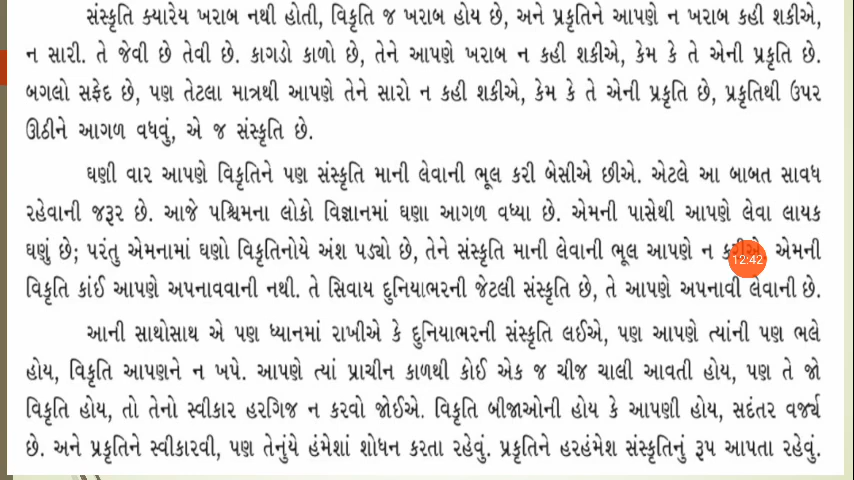 સંસ્કૃતિ ક્યારેય ખરાબ નથી હોતી, વિકૃતિ જ ખરાબ હોય છે, અને પ્રકૃતિને આપણે ન ખરાબ કહી શકીએ,
ન સારી. તે જેવી છે તેવી છે. કાગડો કાળો છે, તેને આપણે ખરાબ ન કહી શકીએ, કેમ કે તે એની પ્રકૃતિ છે.
બગલો સફેદ છે, પણ તેટલા માત્રથી આપણે તેને સારો ન કહી શકીએ, કેમ કે તે એની પ્રકૃતિ છે, પ્રકૃતિથી ઉપર
ઊઠીને આગળ વધવું, એ જ સંસ્કૃતિ છે.
ઘણી વાર આપણે વિકૃતિને પણ સંસ્કૃતિ માની લેવાની ભૂલ કરી બેસીએ છીએ. એટલે આ બાબત સાવધ
રહેવાની જરૂર છે. આજે પશ્ચિમના લોકો વિજ્ઞાનમાં ઘણા આગળ વધ્યા છે. એમની પાસેથી આપણે લેવા લાયક
ઘણું છે; પરંતુ એમનામાં ઘણો વિકૃતિનોયે અંશ પડ્યો છે, તેને સંસ્કૃતિ માની લેવાની ભૂલ આપણે ન એમની
12:42
વિકૃતિ કાંઈ આપણે અપનાવવાની નથી. તે સિવાય દુનિયાભરની જેટલી સંસ્કૃતિ છે, તે આપણે અપનાવી લેવાની છે.
આની સાથોસાથ એ પણ ધ્યાનમાં રાખીએ કે દુનિયાભરની સંસ્કૃતિ લઈએ, પણ આપણે ત્યાંની પણ ભલે
હોય, વિકૃતિ આપણને ન ખપે. આપણે ત્યાં પ્રાચીન કાળથી કોઈ એક જ ચીજ ચાલી આવતી હોય, પણ તે જો
વિકૃતિ હોય, તો તેનો સ્વીકાર હરગિજ ન કરવો જોઈએ. વિકૃતિ બીજાઓની હોય કે આપણી હોય, સદંતર વર્જ્ય
છે. અને પ્રકૃતિને સ્વીકારવી, પણ તેનુંયે હંમેશાં શોધન કરતા રહેવું. પ્રકૃતિને હરહંમેશ સંસ્કૃતિનું રૂપ આપતા રહેવું.